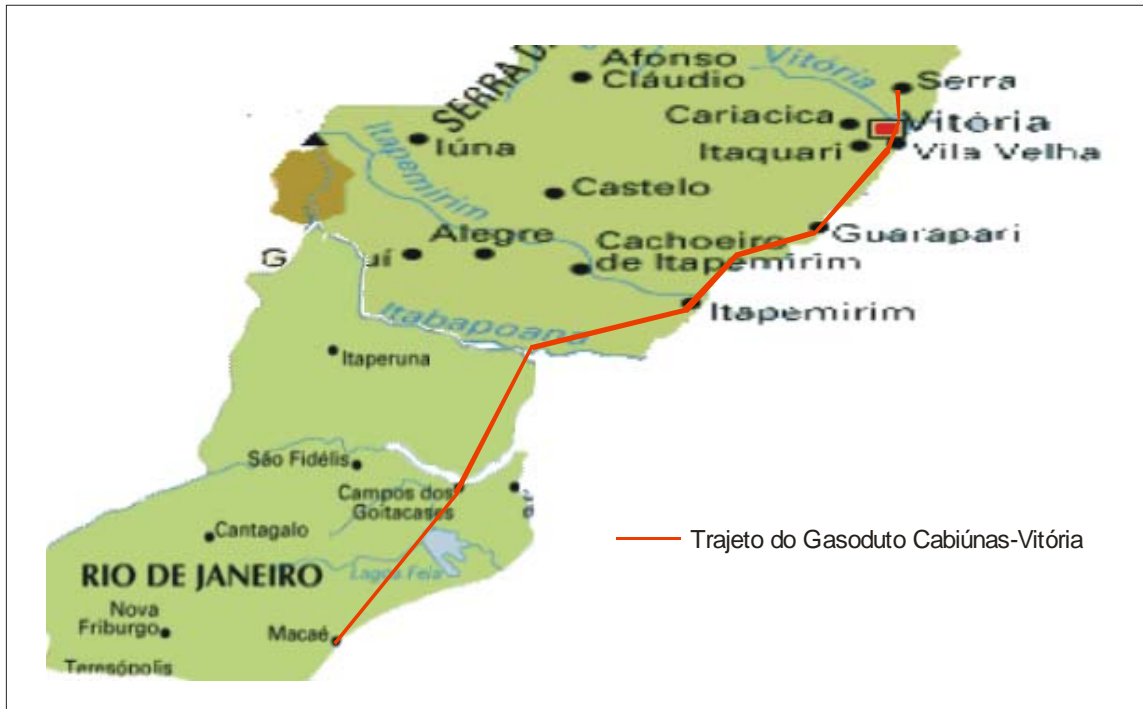 SERRA D
Afonso
Cláudio
Vitória
Serra
Cariacica
Vitória
Itaquari
Vila Velha
Iúna
Itapemirim
Castelo
Guarapari
G uí
Alegre
Cachoeiro
de Itapemirim
Itapemirim
Itabapoana
Itaperuna
São Fidélis
Campos dos
Goitacases
Cantagalo
Lagoa Feia
RIO DE JANEIRO
Nova
Friburgo
Macaé
Teresópolis
Trajeto do Gasoduto Cabiúnas-Vitória